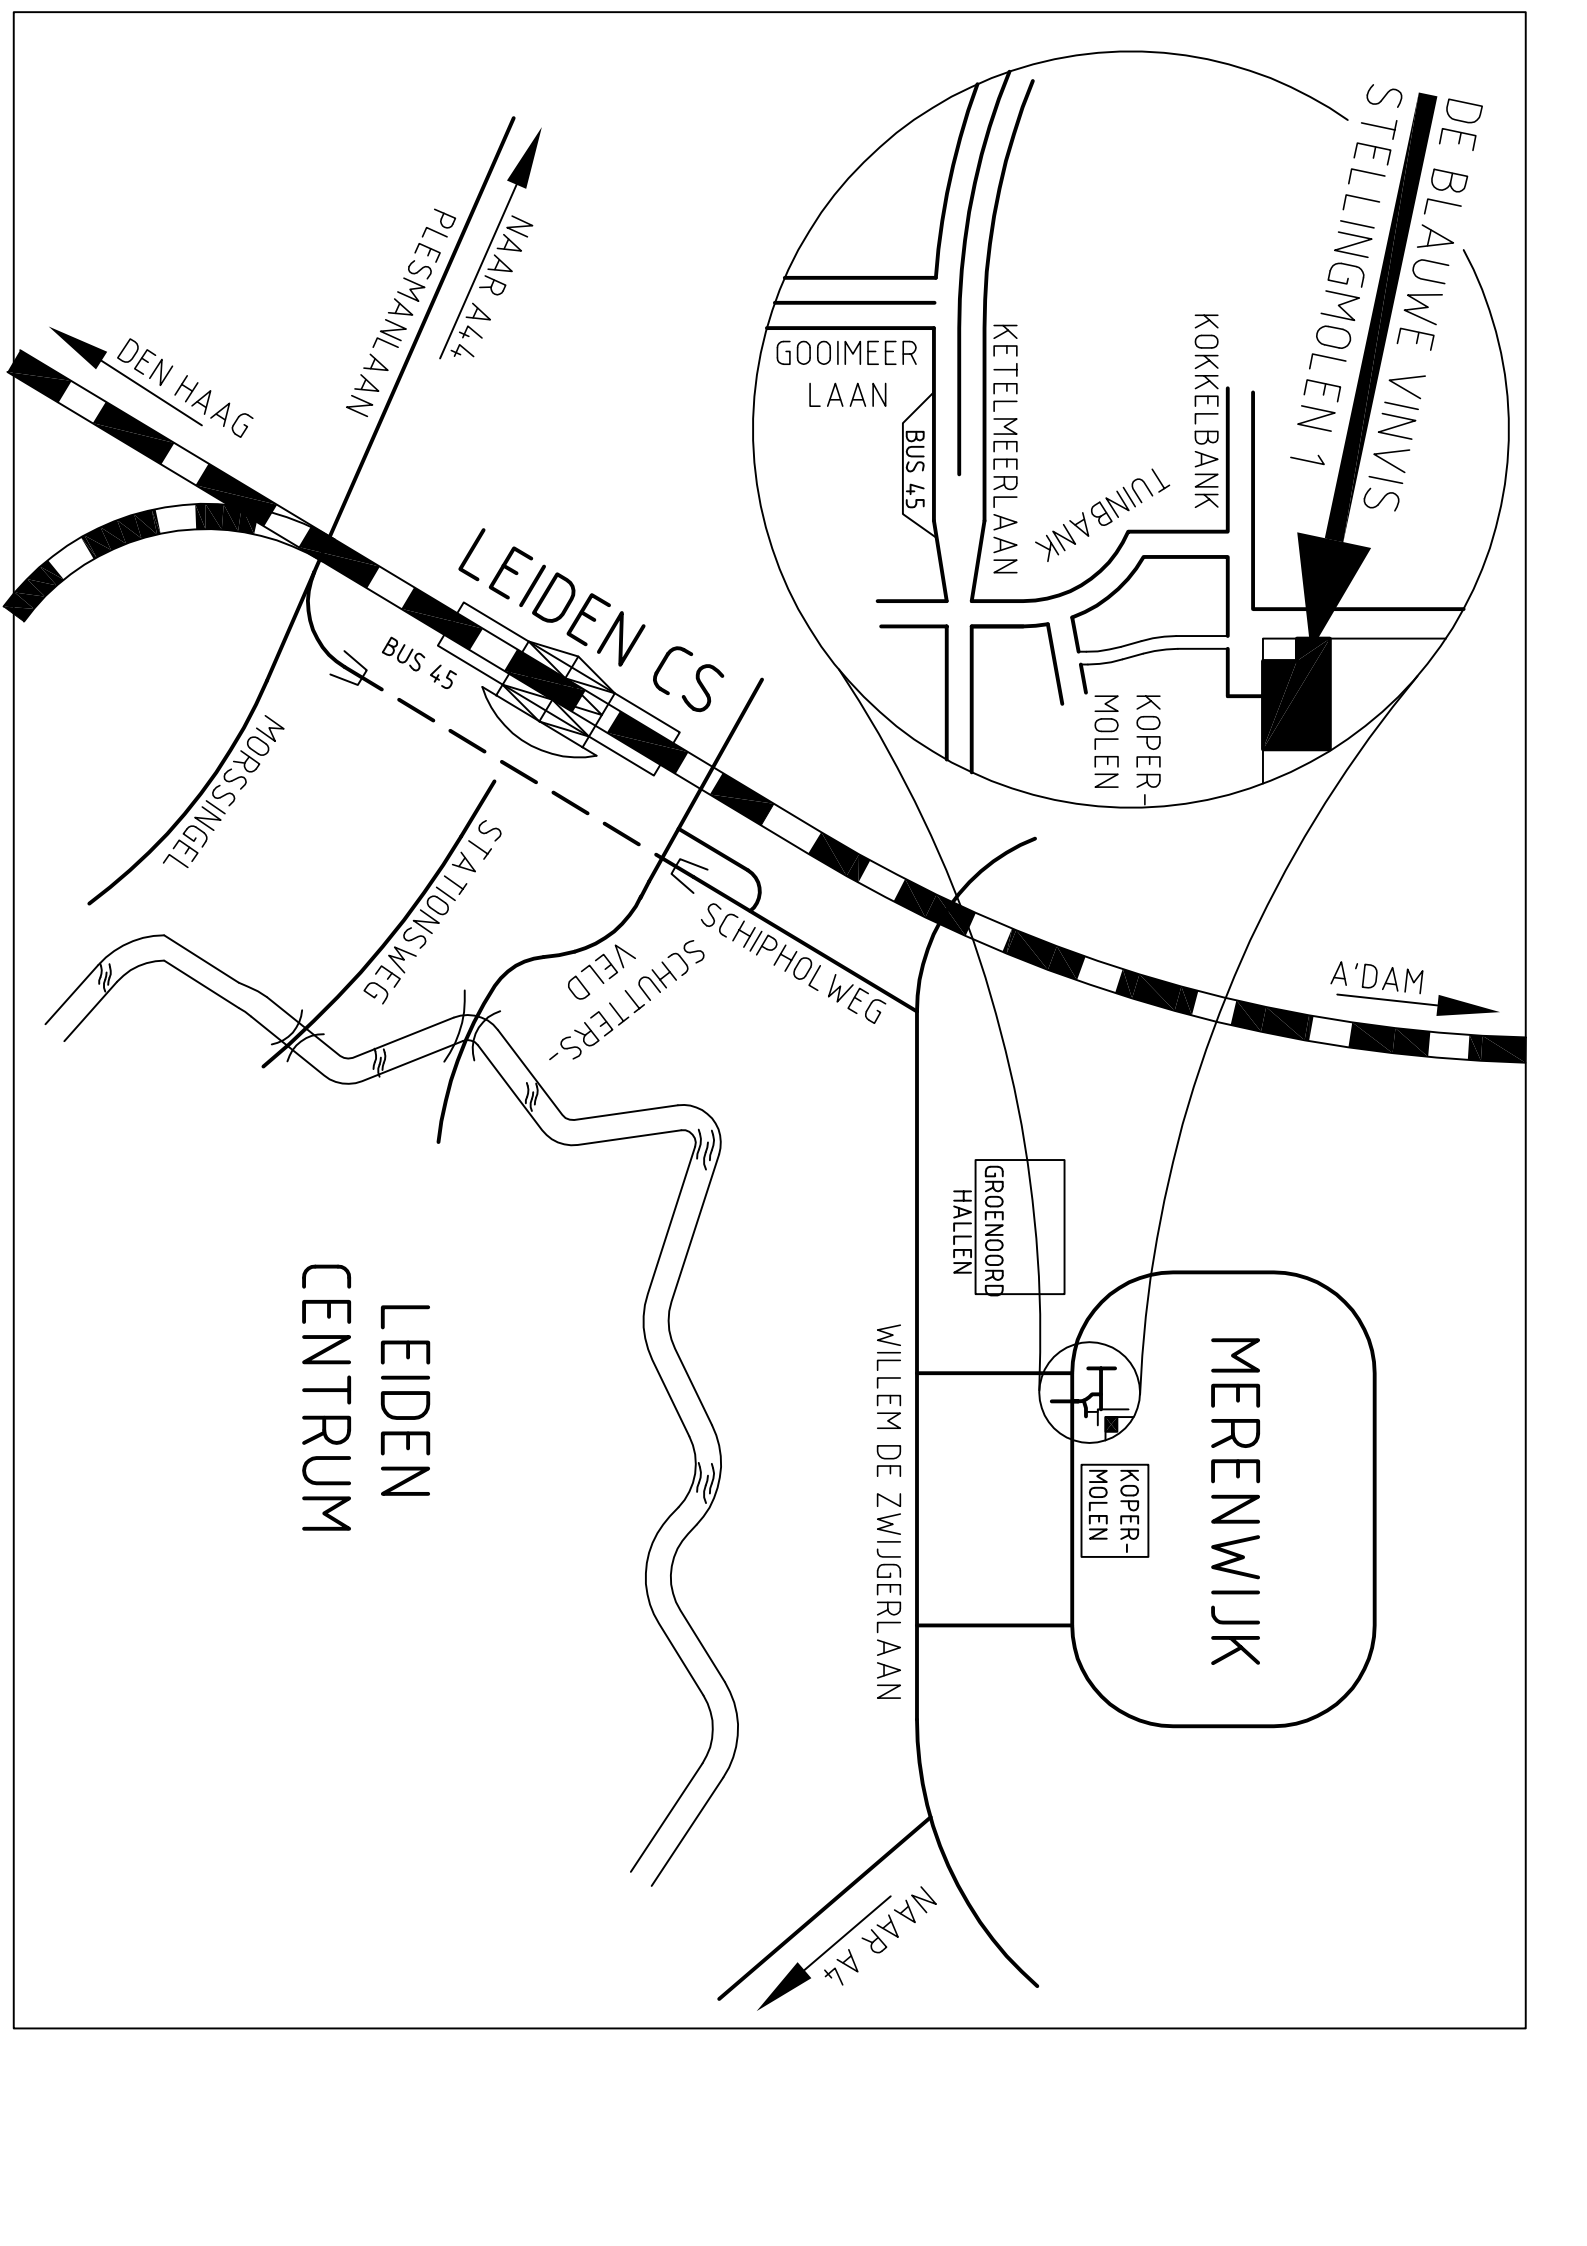 DE BLAUWE VINVIS
STELLINGMOLEN 1
KOKKELBANK
TUINBANK
KETELMEERLAAN
GOOIMEER
LAAN
BUS 45
KOPER-
MOLEN
NAAR A44
PLESMANLAAN
DEN HAAG
LEIDEN CS
BUS 45
MORSSINGEL
STATIONSWEG
SCHIPHOLWEG
SCHUTTERS-
VELD
A'DAM
GROENOORD
HALLEN
MERENWIJK
KOPER-
MOLEN
WILLEM DE ZWIJGERLAAN
LEIDEN
CENTRUM
NAAR A4